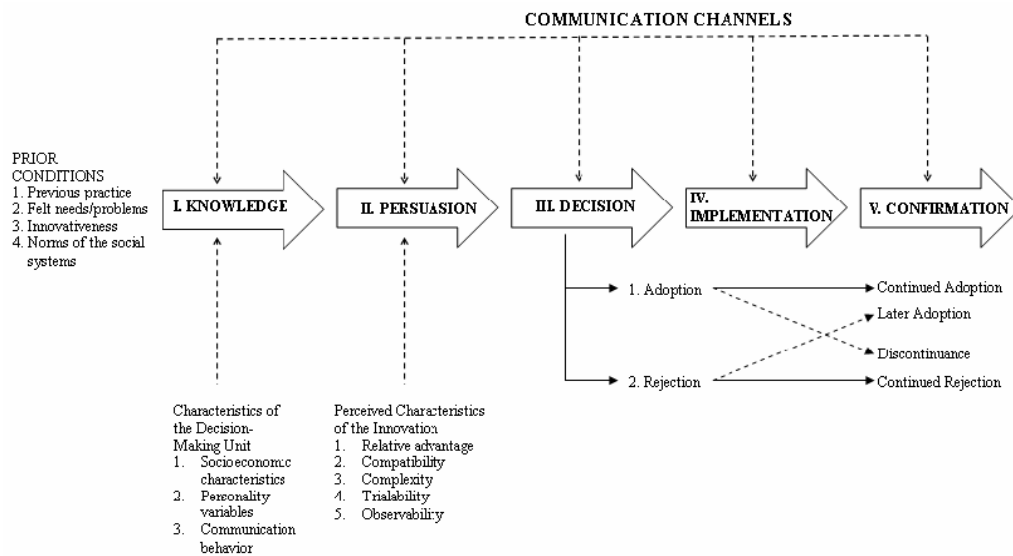 COMMUNICATION CHANNELS
PRIOR
CONDITIONS
1. Previous practice
2. Felt needs/problems
3. Innovativeness
4. Norms of the social
systems
I. KNOWLEDGE
II. PERSUASION
III. DECISION
IV.
IMPLEMENTATION
V. CONFIRMATION
1. Adoption
2. Rejection
Continued Adoption
Later Adoption
Discontinuance
Continued Rejection
Characteristics of
the Decision-
Making Unit
1. Socioeconomic
characteristics
2. Personality
variables
3. Communication
behavior
Perceived Characteristics
of the Innovation
1. Relative advantage
2. Compatibility
3. Complexity
4. Trialability
5. Observability